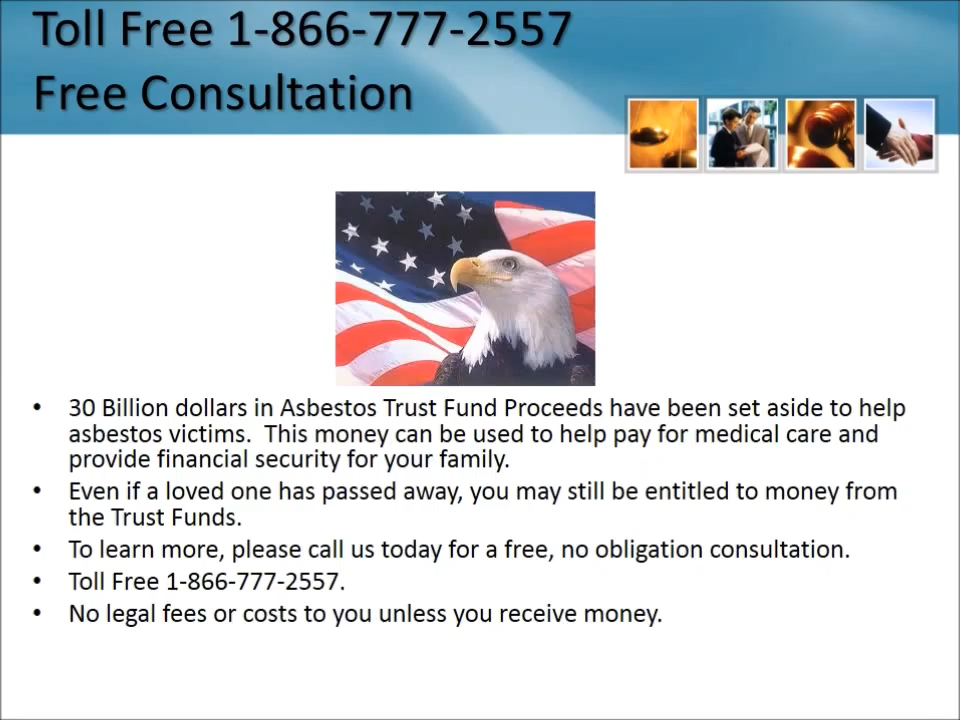 Toll Free 1-866-777-2557
Free Consultation
• 30 Billion dollars in Asbestos Trust Fund Proceeds have been set aside to help
asbestos victims.  This money can be used to help pay for medical care and
provide financial security for your family.
• Even if a loved one has passed away, you may still be entitled to money from
the Trust Funds.
• To learn more, please call us today for a free, no obligation consultation.
• Toll Free 1-866-777-2557.
• No legal fees or costs to you unless you receive money.